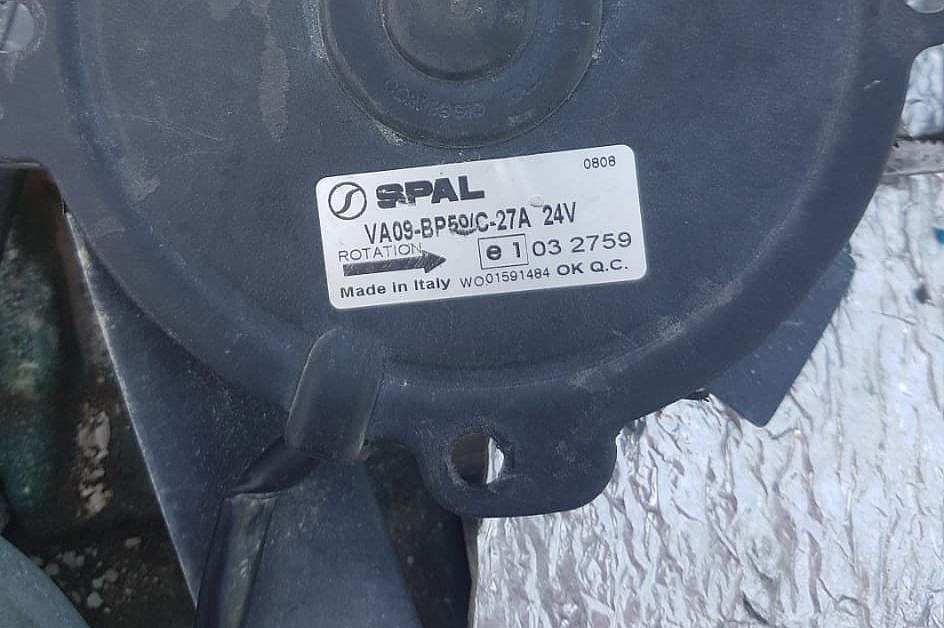 0808
SPAL
VA09-BP50/C-27A 24V
ROTATION e 1 03 2759
Made in Italy WO01591484 OK Q.C.